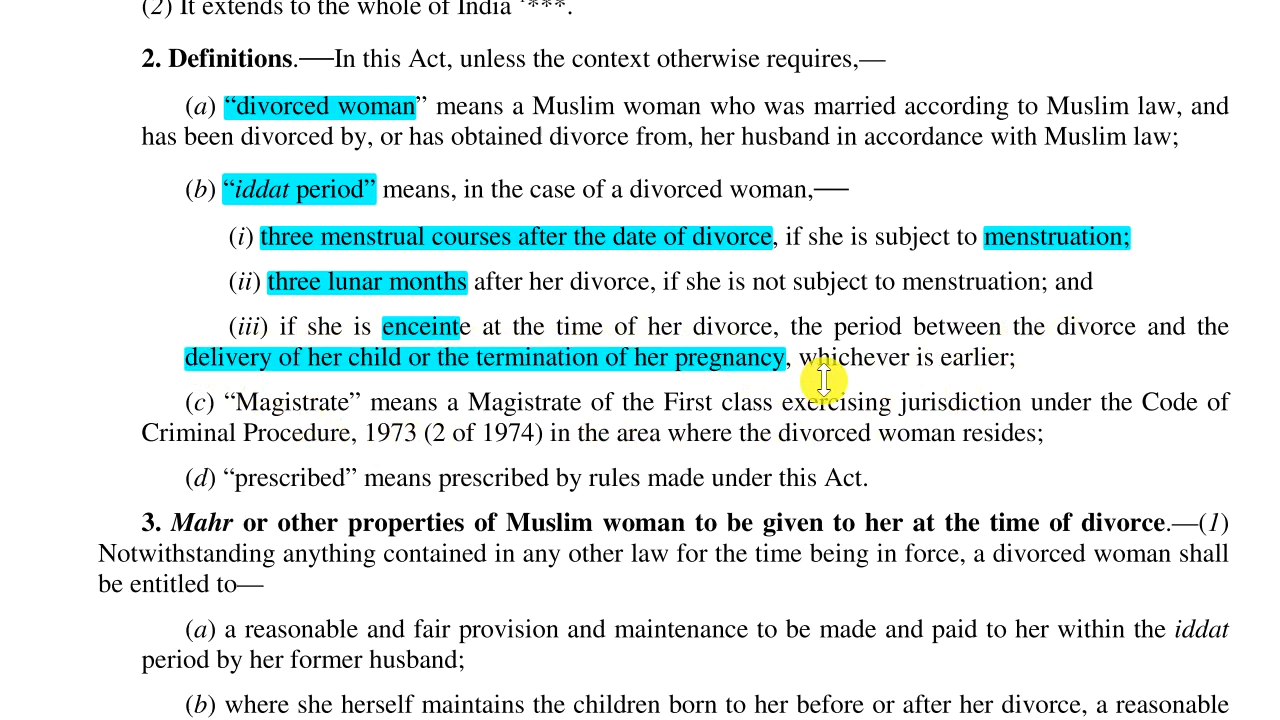 (2) It extends to the whole of India ¹***.
2. Definitions.—In this Act, unless the context otherwise requires,—
(a) “divorced woman” means a Muslim woman who was married according to Muslim law, and
has been divorced by, or has obtained divorce from, her husband in accordance with Muslim law;
(b) “iddat period” means, in the case of a divorced woman,—
(i) three menstrual courses after the date of divorce, if she is subject to menstruation;
(ii) three lunar months after her divorce, if she is not subject to menstruation; and
(iii) if she is enceinte at the time of her divorce, the period between the divorce and the
delivery of her child or the termination of her pregnancy, whichever is earlier;
(c) “Magistrate” means a Magistrate of the First class exercising jurisdiction under the Code of
Criminal Procedure, 1973 (2 of 1974) in the area where the divorced woman resides;
(d) “prescribed” means prescribed by rules made under this Act.
3. Mahr or other properties of Muslim woman to be given to her at the time of divorce.—(1)
Notwithstanding anything contained in any other law for the time being in force, a divorced woman shall
be entitled to—
(a) a reasonable and fair provision and maintenance to be made and paid to her within the iddat
period by her former husband;
(b) where she herself maintains the children born to her before or after her divorce, a reasonable